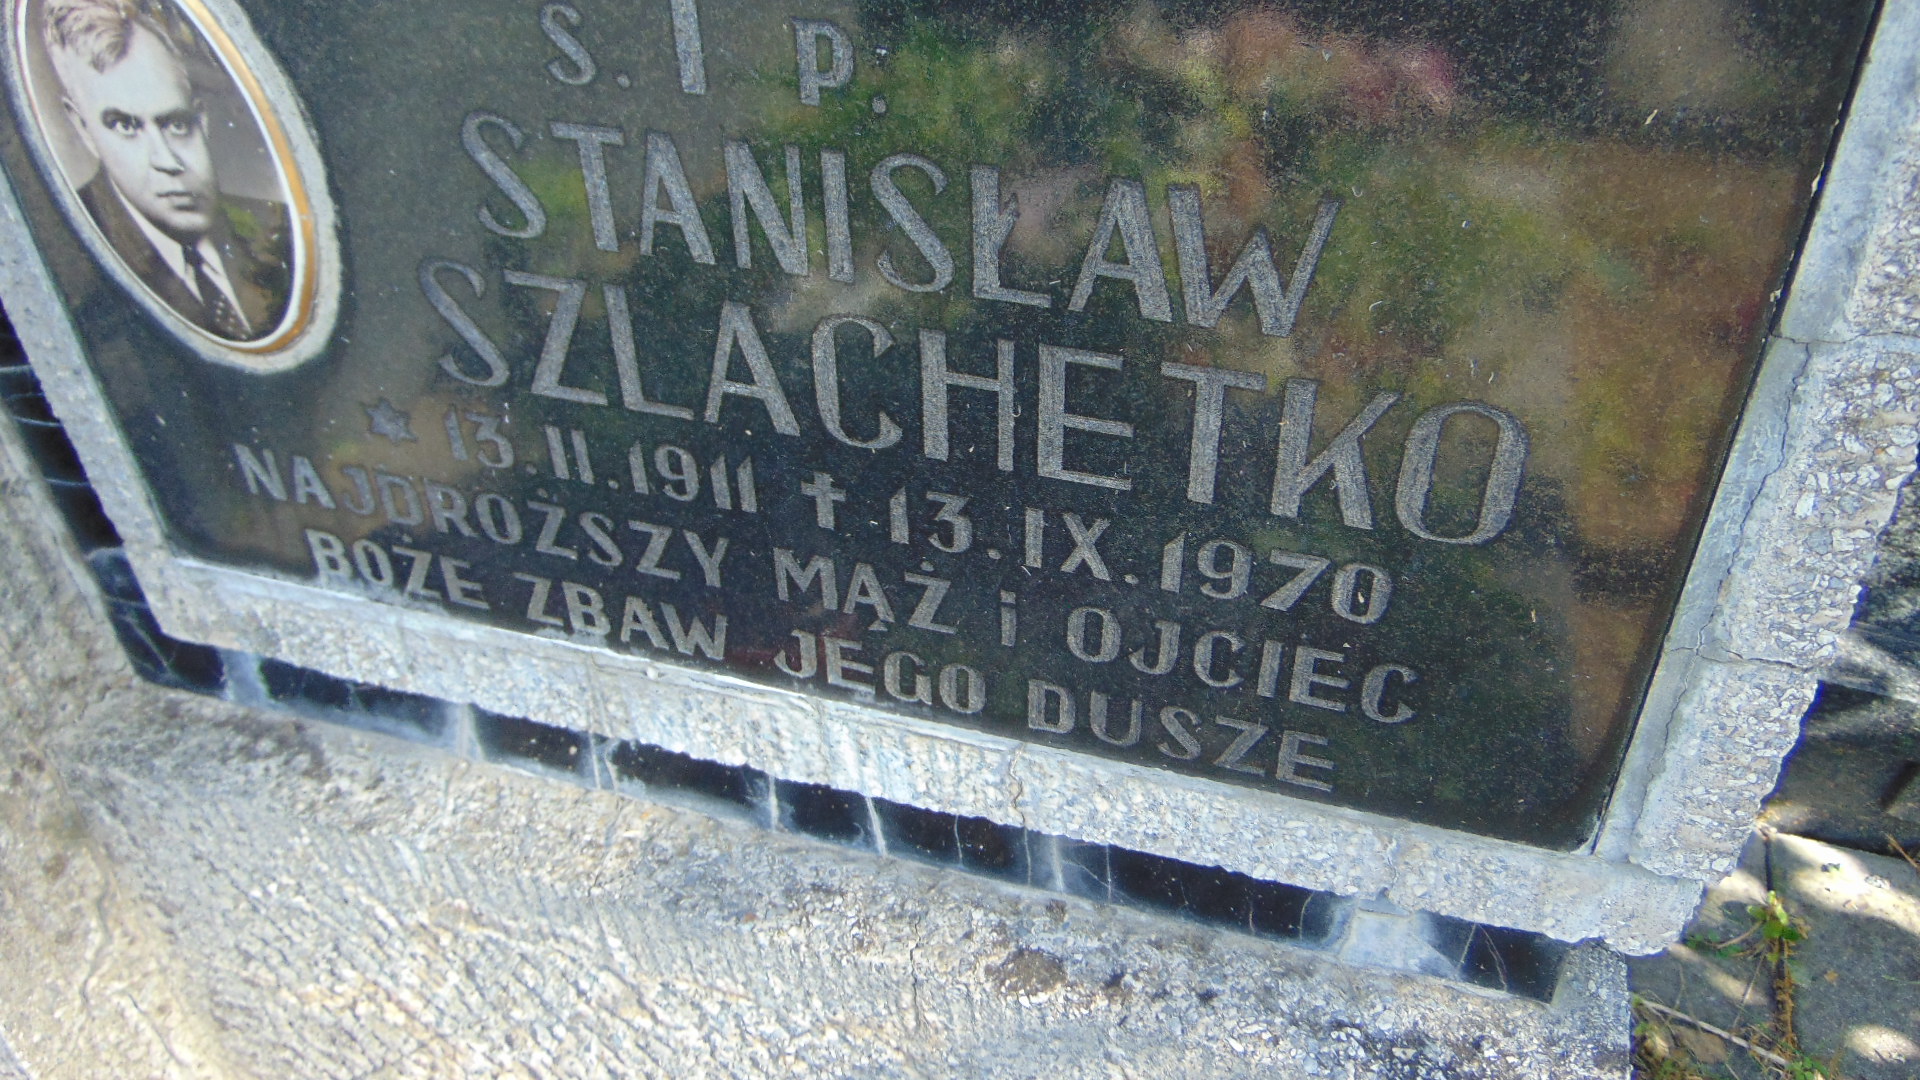 s. † p.
STANISŁAW
SZLACHETKO
✶ 13.II.1911 ✝ 13.IX.1970
NAJDROŻSZY MĄŻ i OJCIEC
BOŻE ZBAW JEGO DUSZE